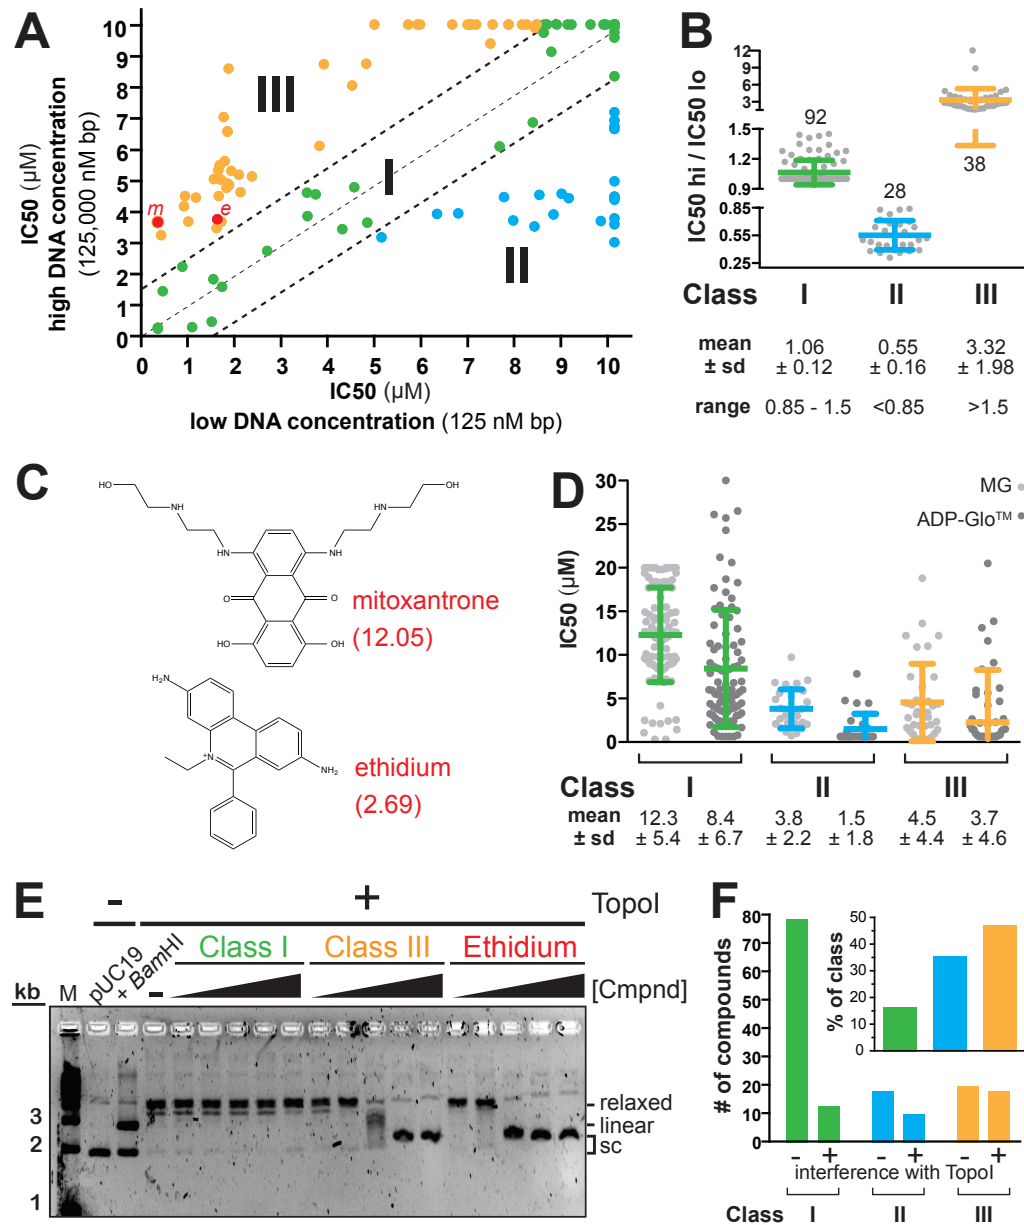 A
10
9
8
7
6
5
4
3
2
1
0
IC50 (µM)
high DNA concentration
(125,000 nM bp)
III
I
II
m
e
0 1 2 3 4 5 6 7 8 9 10
IC50 (µM)
low DNA concentration (125 nM bp)
B
IC50 hi / IC50 lo
12
9
6
3
1.5
1.2
0.9
0.85
0.55
0.25
92
28
38
Class I II III
mean 1.06 0.55 3.32
± sd ± 0.12 ± 0.16 ± 1.98
range 0.85 - 1.5 <0.85 >1.5
C
HO
OH
NH
NH
HN
NH
O
O
OH
OH
mitoxantrone
(12.05)
H2N
N+
NH2
ethidium
(2.69)
D
MG
ADP-Glo™
IC50 (µM)
30
20
15
10
5
0
Class I II III
mean 12.3 8.4 3.8 1.5 4.5 3.7
± sd ± 5.4 ± 6.7 ± 2.2 ± 1.8 ± 4.4 ± 4.6
E
- + TopoI
pUC19
+ BamHI
Class I Class III Ethidium
kb M - [Cmpnd]
3
2
1
relaxed
linear
sc
F
# of compounds
80
70
60
50
40
30
20
10
0
% of class
50
40
30
20
10
0
- + - + - +
interference with TopoI
Class I II III